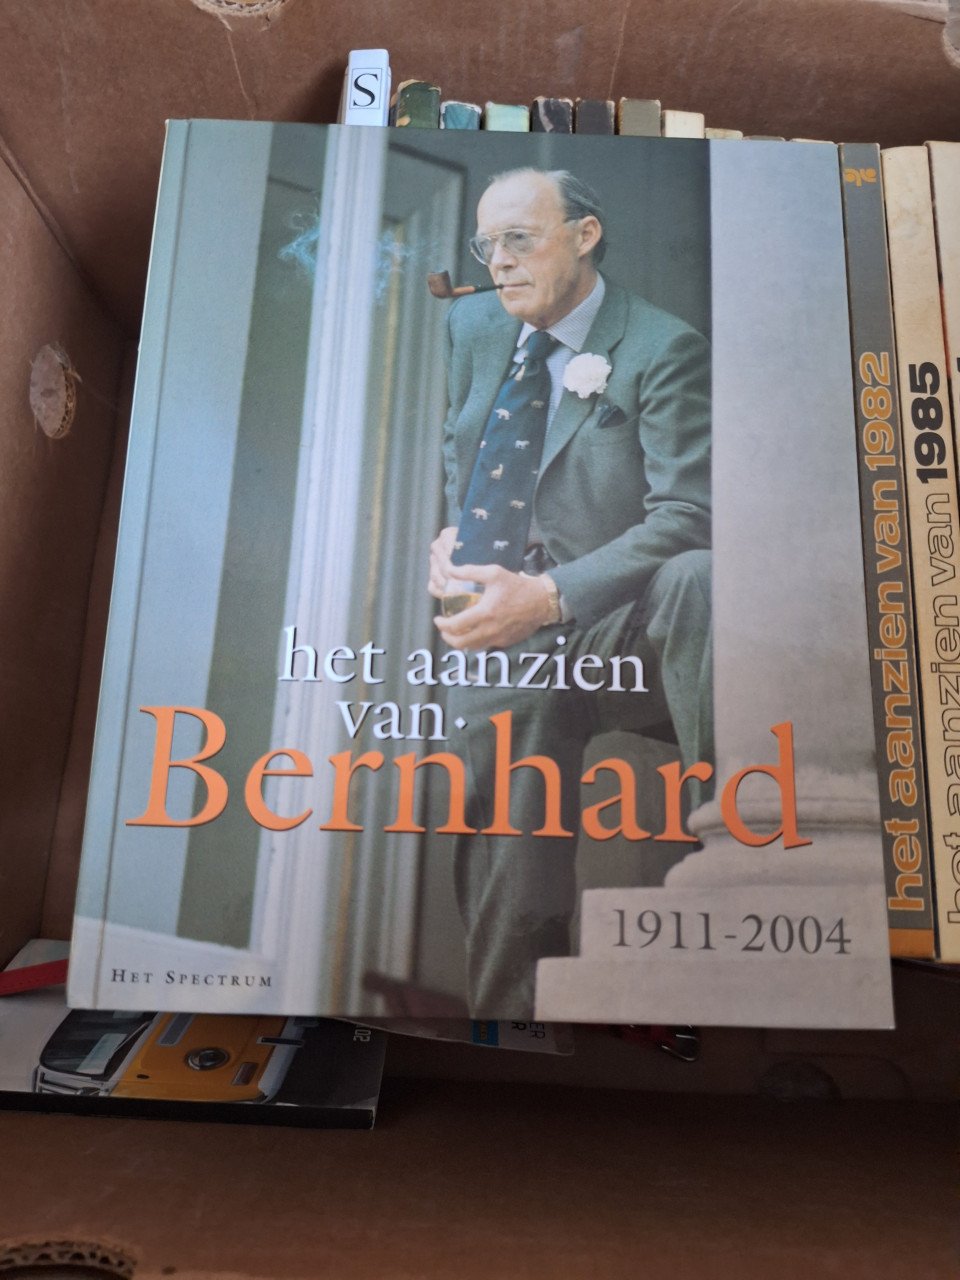 S
het aanzien
van
Bernhard
1911-2004
HET SPECTRUM
het aanzien van 1982
het aanzien van 1985